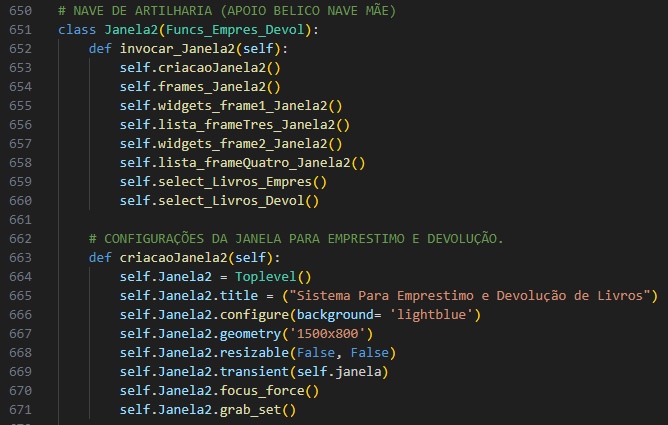 650 # NAVE DE ARTILHARIA (APOIO BELICO NAVE MÃE)
651 class Janela2(Funcs_Empres_Devol):
652     def invocar_Janela2(self):
653         self.criacaoJanela2()
654         self.frames_Janela2()
655         self.widgets_frame1_Janela2()
656         self.lista_frameTres_Janela2()
657         self.widgets_frame2_Janela2()
658         self.lista_frameQuatro_Janela2()
659         self.select_Livros_Empres()
660         self.select_Livros_Devol()
661
662     # CONFIGURAÇÕES DA JANELA PARA EMPRESTIMO E DEVOLUÇÃO.
663     def criacaoJanela2(self):
664         self.Janela2 = Toplevel()
665         self.Janela2.title = ("Sistema Para Emprestimo e Devolução de Livros")
666         self.Janela2.configure(background= 'lightblue')
667         self.Janela2.geometry('1500x800')
668         self.Janela2.resizable(False, False)
669         self.Janela2.transient(self.janela)
670         self.Janela2.focus_force()
671         self.Janela2.grab_set()